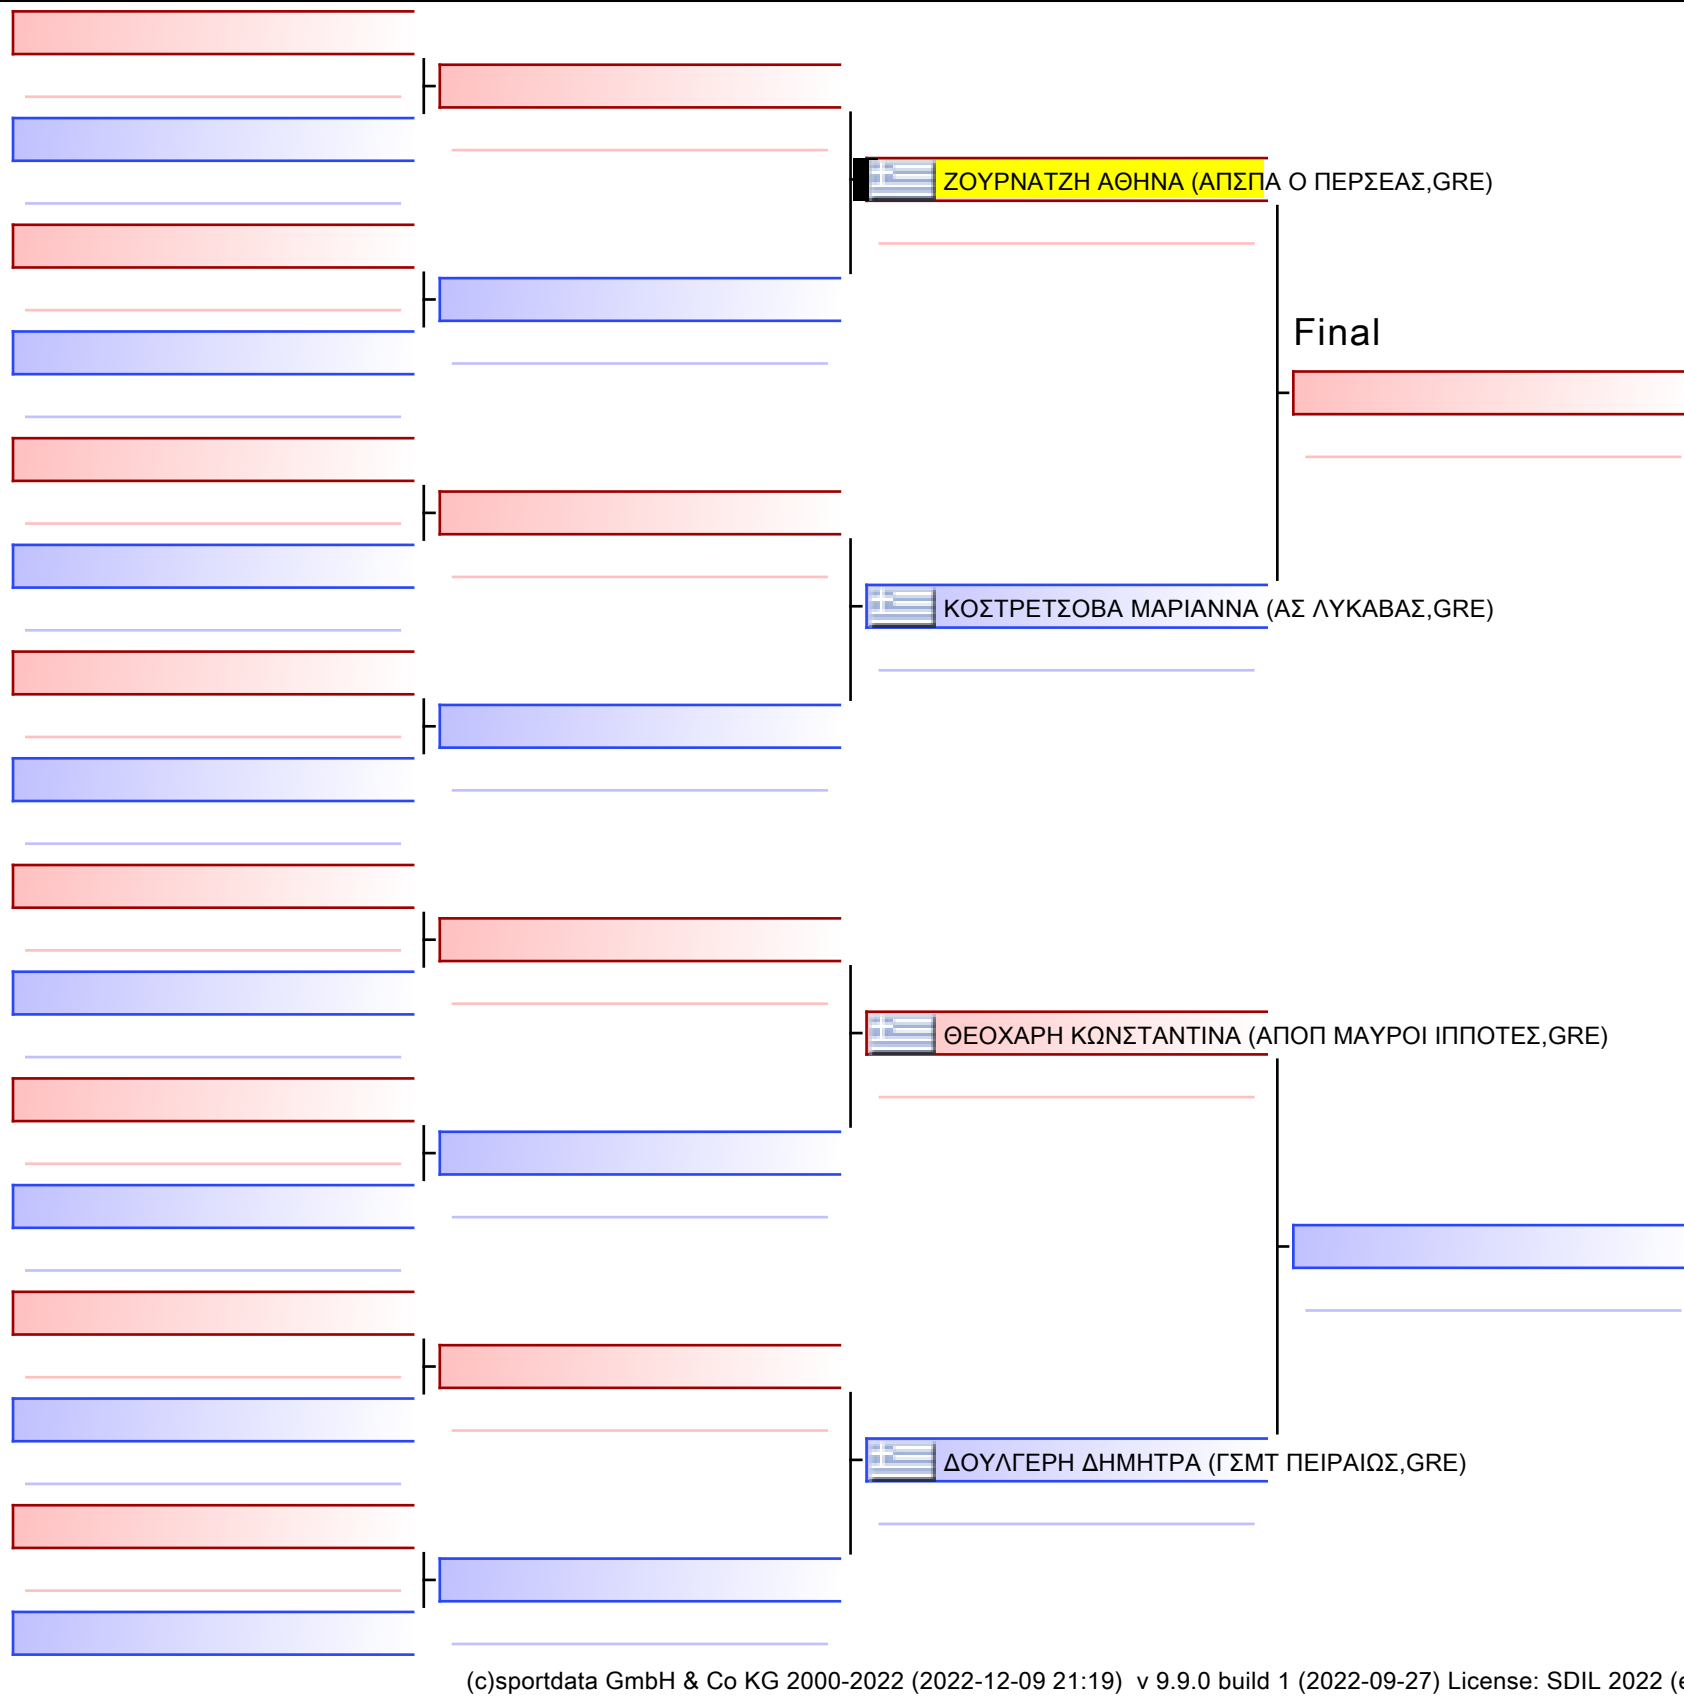 ΖΟΥΡΝΑΤΖΗ ΑΘΗΝΑ (ΑΠΣΠΑ Ο ΠΕΡΣΕΑΣ,GRE)
Final
ΚΟΣΤΡΕΤΣΟΒΑ ΜΑΡΙΑΝΝΑ (ΑΣ ΛΥΚΑΒΑΣ,GRE)
ΘΕΟΧΑΡΗ ΚΩΝΣΤΑΝΤΙΝΑ (ΑΠΟΠ ΜΑΥΡΟΙ ΙΠΠΟΤΕΣ,GRE)
ΔΟΥΛΓΕΡΗ ΔΗΜΗΤΡΑ (ΓΣΜΤ ΠΕΙΡΑΙΩΣ,GRE)
(c)sportdata GmbH & Co KG 2000-2022 (2022-12-09 21:19) v 9.9.0 build 1 (2022-09-27) License: SDIL 2022 (e